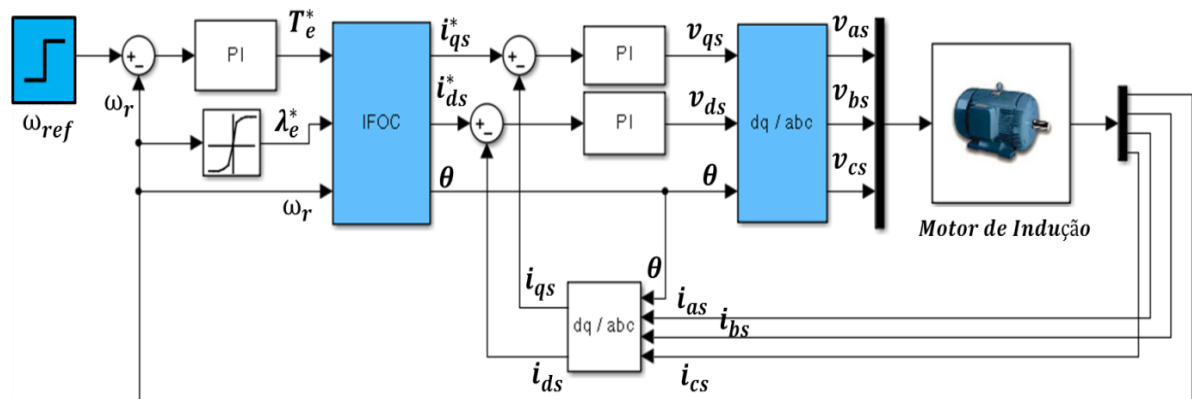 T*e
i*qs
vqs
vas
+
−
PI
+
−
PI
ωr
i*ds
vds
vbs
ωref
λ*e
IFOC
+
−
PI
dq / abc
θ
θ
vcs
ωr
Motor de Indução
θ
iqs
ias
dq / abc
ibs
ids
ics